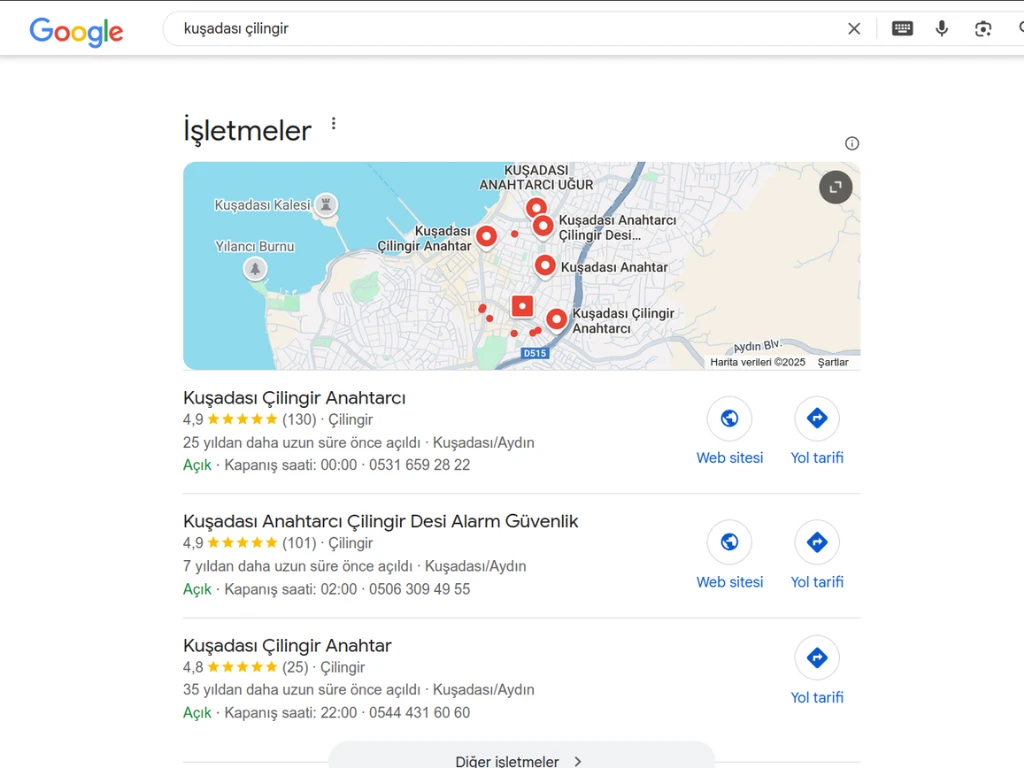 Google
kuşadası çilingir
İşletmeler
KUŞADASI
ANAHTARCI UĞUR
Kuşadası Kalesi
Kuşadası Anahtarcı
Çilingir Desi...
Kuşadası
Çilingir Anahtar
Yılancı Burnu
Kuşadası Anahtar
Kuşadası Çilingir
Anahtarcı
Aydın Blv.
D515
Harita verileri ©2025
Şartlar
Kuşadası Çilingir Anahtarcı
4,9 (130) · Çilingir
25 yıldan daha uzun süre önce açıldı · Kuşadası/Aydın
Açık · Kapanış saati: 00:00 · 0531 659 28 22
Web sitesi
Yol tarifi
Kuşadası Anahtarcı Çilingir Desi Alarm Güvenlik
4,9 (101) · Çilingir
7 yıldan daha uzun süre önce açıldı · Kuşadası/Aydın
Açık · Kapanış saati: 02:00 · 0506 309 49 55
Web sitesi
Yol tarifi
Kuşadası Çilingir Anahtar
4,8 (25) · Çilingir
35 yıldan daha uzun süre önce açıldı · Kuşadası/Aydın
Açık · Kapanış saati: 22:00 · 0544 431 60 60
Yol tarifi
Diğer işletmeler